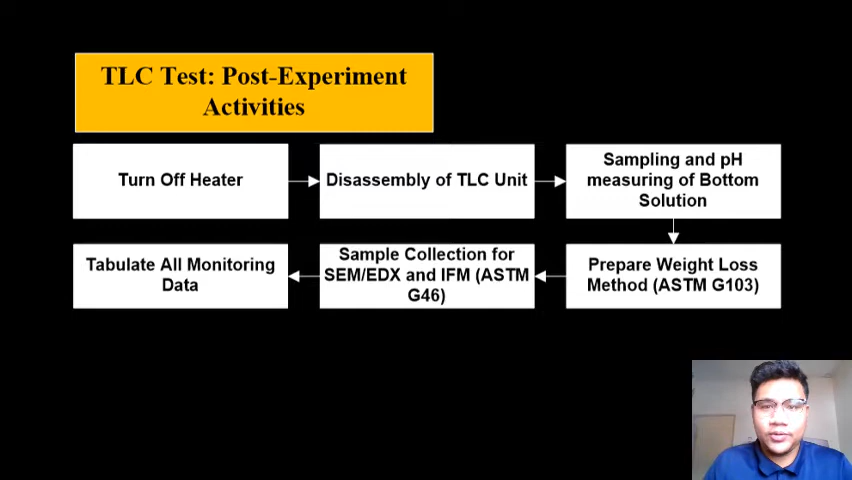 TLC Test: Post-Experiment
Activities
Turn Off Heater
Disassembly of TLC Unit
Sampling and pH
measuring of Bottom
Solution
Prepare Weight Loss
Method (ASTM G103)
Sample Collection for
SEM/EDX and IFM (ASTM
G46)
Tabulate All Monitoring
Data